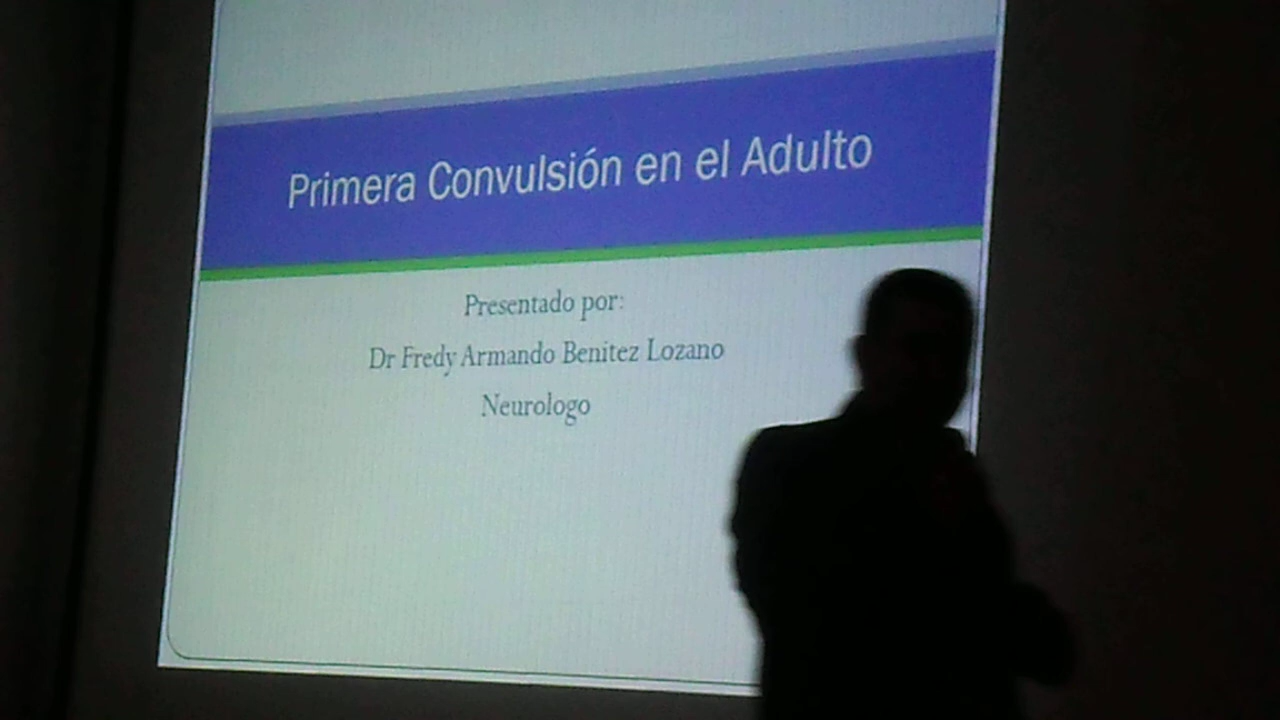 Primera Convulsión en el Adulto
Presentado por:
Dr Fredy Armando Benitez Lozano
Neurologo